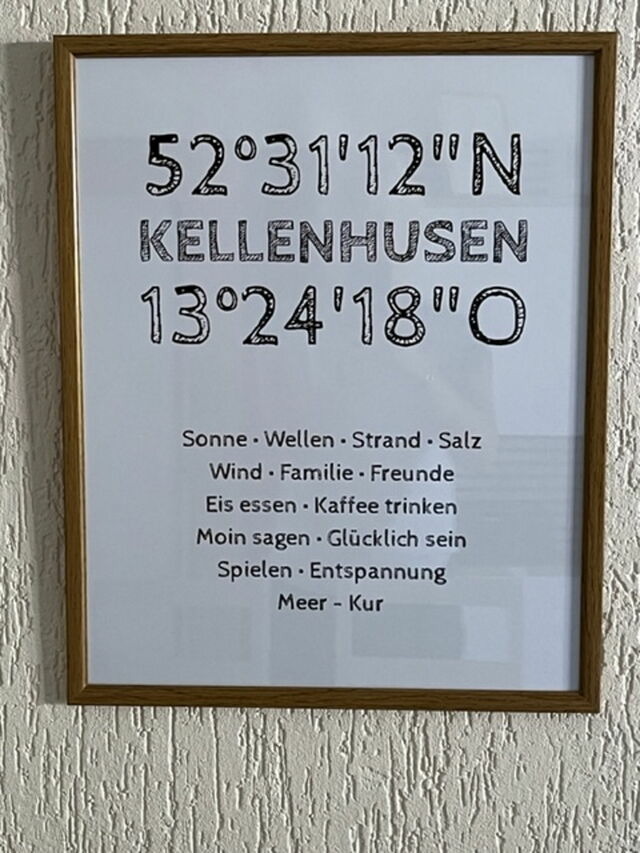 52°31'12"N
KELLENHUSEN
13°24'18"O
Sonne · Wellen · Strand · Salz
Wind · Familie · Freunde
Eis essen · Kaffee trinken
Moin sagen · Glücklich sein
Spielen · Entspannung
Meer - Kur